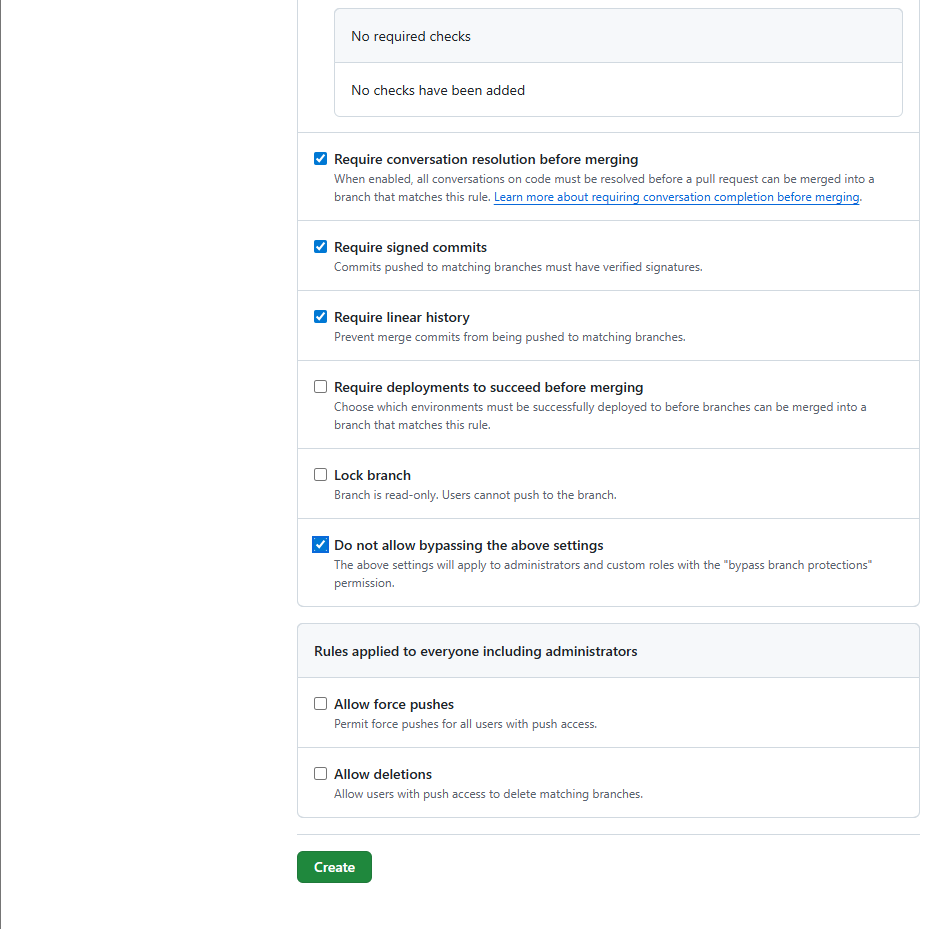 No required checks
No checks have been added
Require conversation resolution before merging
When enabled, all conversations on code must be resolved before a pull request can be merged into a
branch that matches this rule. Learn more about requiring conversation completion before merging.
Require signed commits
Commits pushed to matching branches must have verified signatures.
Require linear history
Prevent merge commits from being pushed to matching branches.
Require deployments to succeed before merging
Choose which environments must be successfully deployed to before branches can be merged into a
branch that matches this rule.
Lock branch
Branch is read-only. Users cannot push to the branch.
Do not allow bypassing the above settings
The above settings will apply to administrators and custom roles with the "bypass branch protections"
permission.
Rules applied to everyone including administrators
Allow force pushes
Permit force pushes for all users with push access.
Allow deletions
Allow users with push access to delete matching branches.
Create